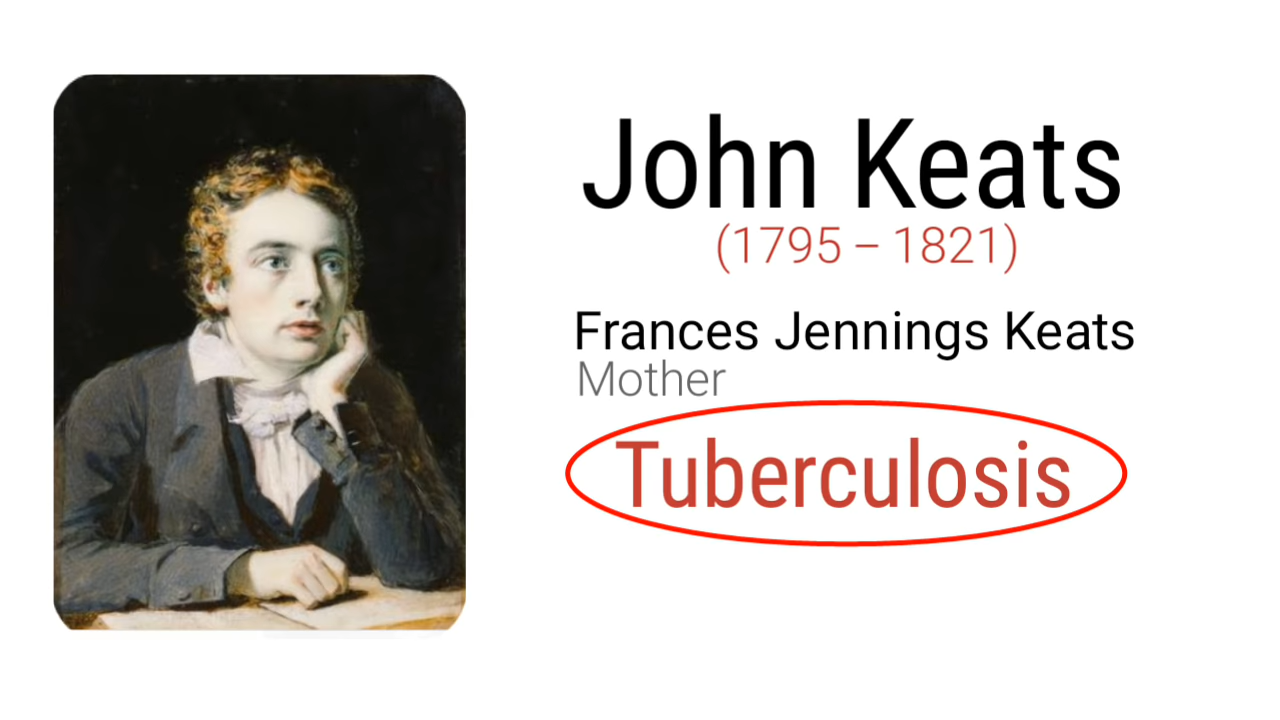 John Keats
(1795 – 1821)
Frances Jennings Keats
Mother
Tuberculosis